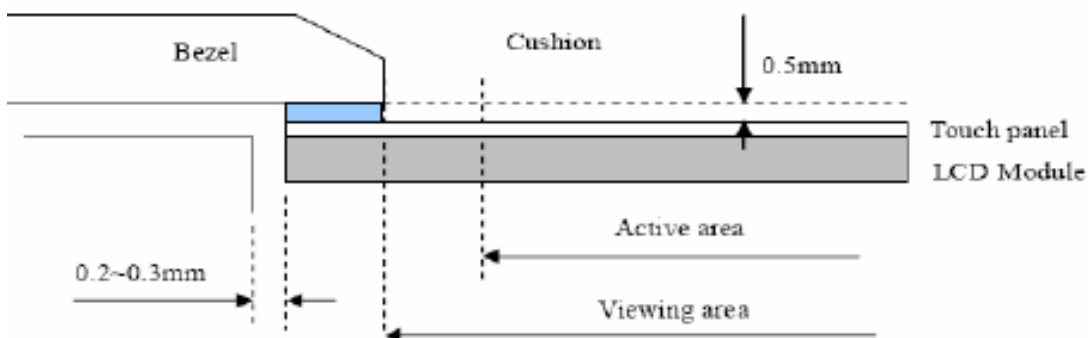 Cushion
Bezel
0.5mm
Touch panel
LCD Module
Active area
0.2~0.3mm
Viewing area